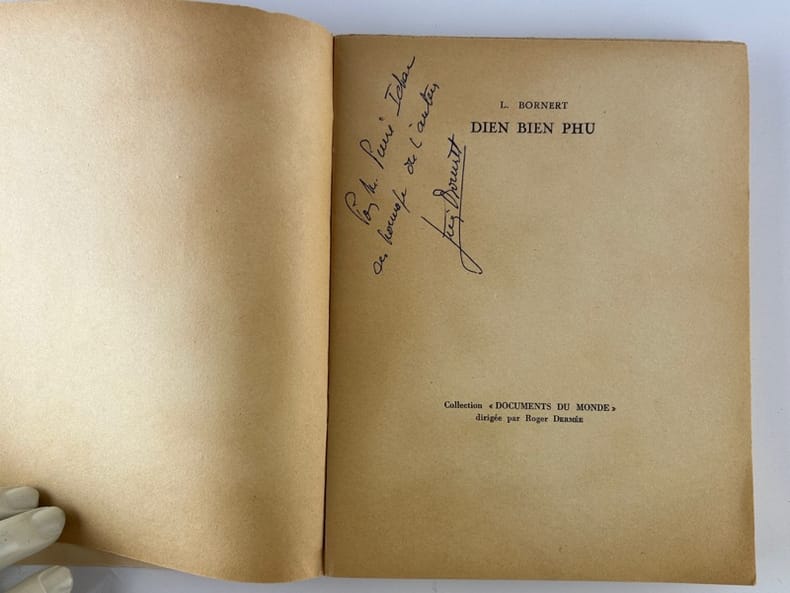 Pour M. Pierre Ichac
en hommage de l'auteur
Bornert
L. BORNERT
DIEN BIEN PHU
Collection « DOCUMENTS DU MONDE »
dirigée par Roger DERMÉE